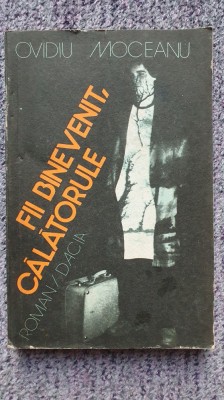 OVIDIU MOCEANU
FII BINEVENIT,
CĂLĂTORULE
ROMAN/DACIA